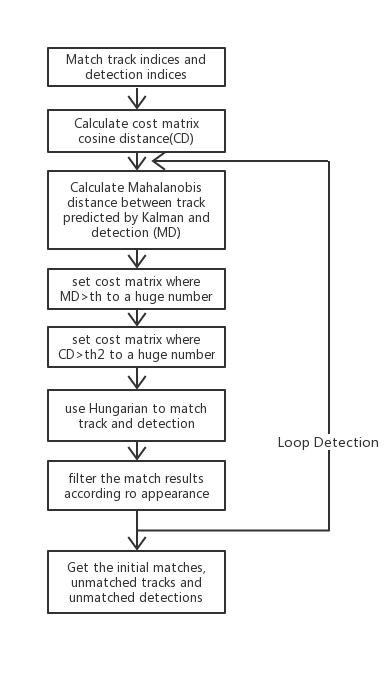 Match track indices and
detection indices
Calculate cost matrix
cosine distance(CD)
Calculate Mahalanobis
distance between track
predicted by Kalman and
detection (MD)
set cost matrix where
MD>th to a huge number
set cost matrix where
CD>th2 to a huge number
use Hungarian to match
track and detection
Loop Detection
filter the match results
according ro appearance
Get the initial matches,
unmatched tracks and
unmatched detections